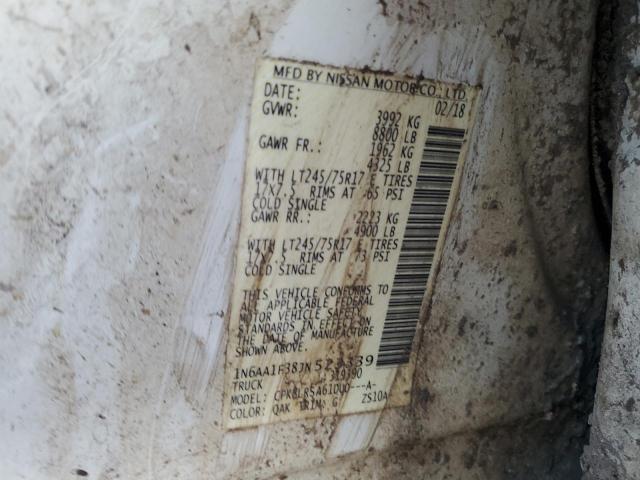 MFD BY NISSAN MOTOR CO., LTD.
DATE: 02/18
GVWR: 3992 KG
8800 LB
GAWR FR.: 1962 KG
4325 LB
WITH LT245/75R17 E TIRES
17X7.5 RIMS AT 65 PSI
COLD SINGLE
GAWR RR.: 2223 KG
4900 LB
WITH LT245/75R17 E TIRES
17X7.5 RIMS AT 73 PSI
COLD SINGLE
THIS VEHICLE CONFORMS TO
ALL APPLICABLE FEDERAL
MOTOR VEHICLE SAFETY
STANDARDS IN EFFECT ON
THE DATE OF MANUFACTURE
SHOWN ABOVE.
TRUCK
MODEL:
COLOR: QAK TRIM: G ZS10A